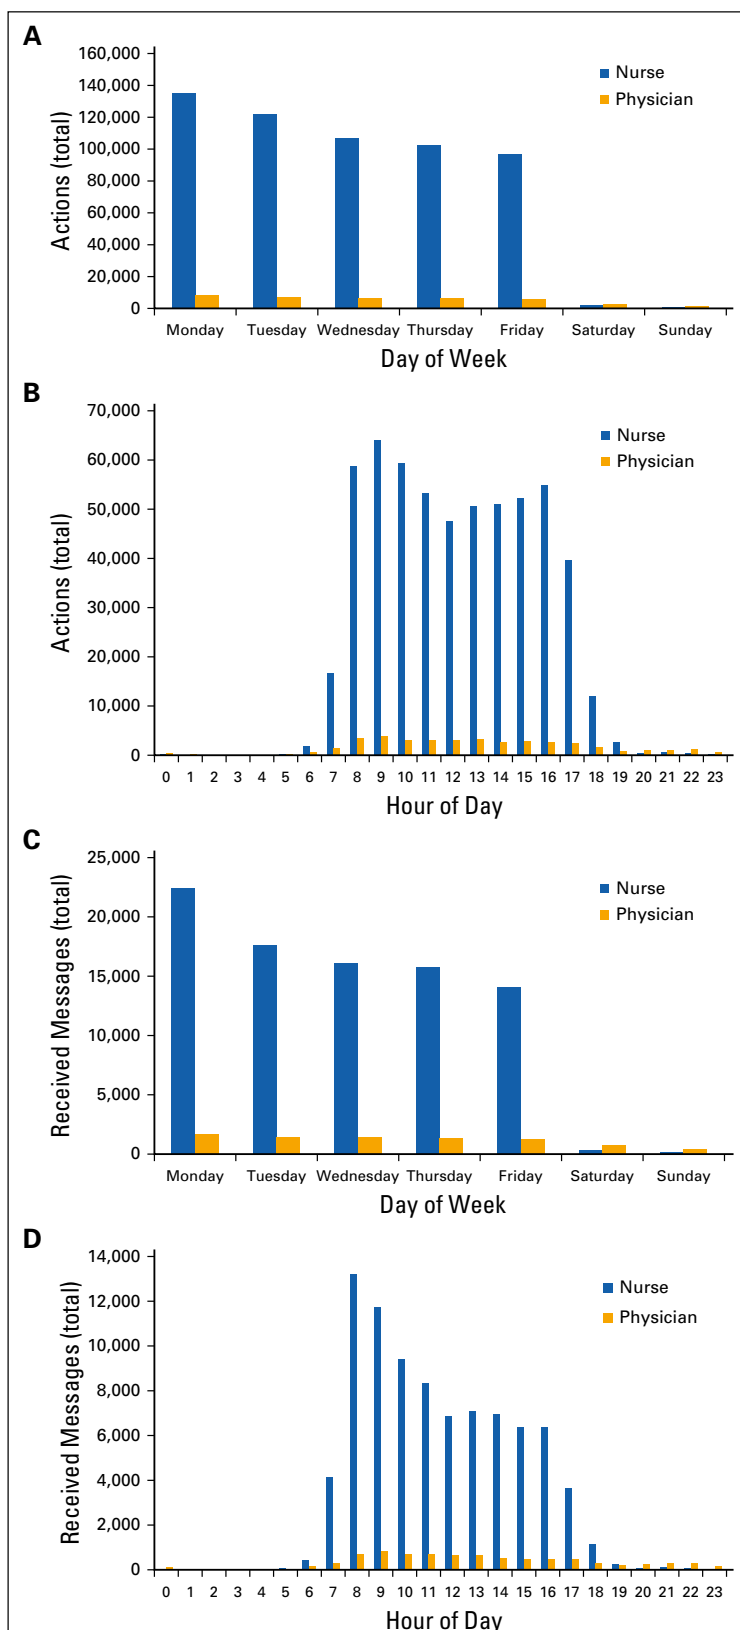 A
160,000
140,000
120,000
100,000
80,000
60,000
40,000
20,000
0
Actions (total)
Nurse
Physician
Monday Tuesday Wednesday Thursday Friday Saturday Sunday
Day of Week
B
70,000
60,000
50,000
40,000
30,000
20,000
10,000
0
Actions (total)
Nurse
Physician
0 1 2 3 4 5 6 7 8 9 10 11 12 13 14 15 16 17 18 19 20 21 22 23
Hour of Day
C
25,000
20,000
15,000
10,000
5,000
0
Received Messages (total)
Nurse
Physician
Monday Tuesday Wednesday Thursday Friday Saturday Sunday
Day of Week
D
14,000
12,000
10,000
8,000
6,000
4,000
2,000
0
Received Messages (total)
Nurse
Physician
0 1 2 3 4 5 6 7 8 9 10 11 12 13 14 15 16 17 18 19 20 21 22 23
Hour of Day